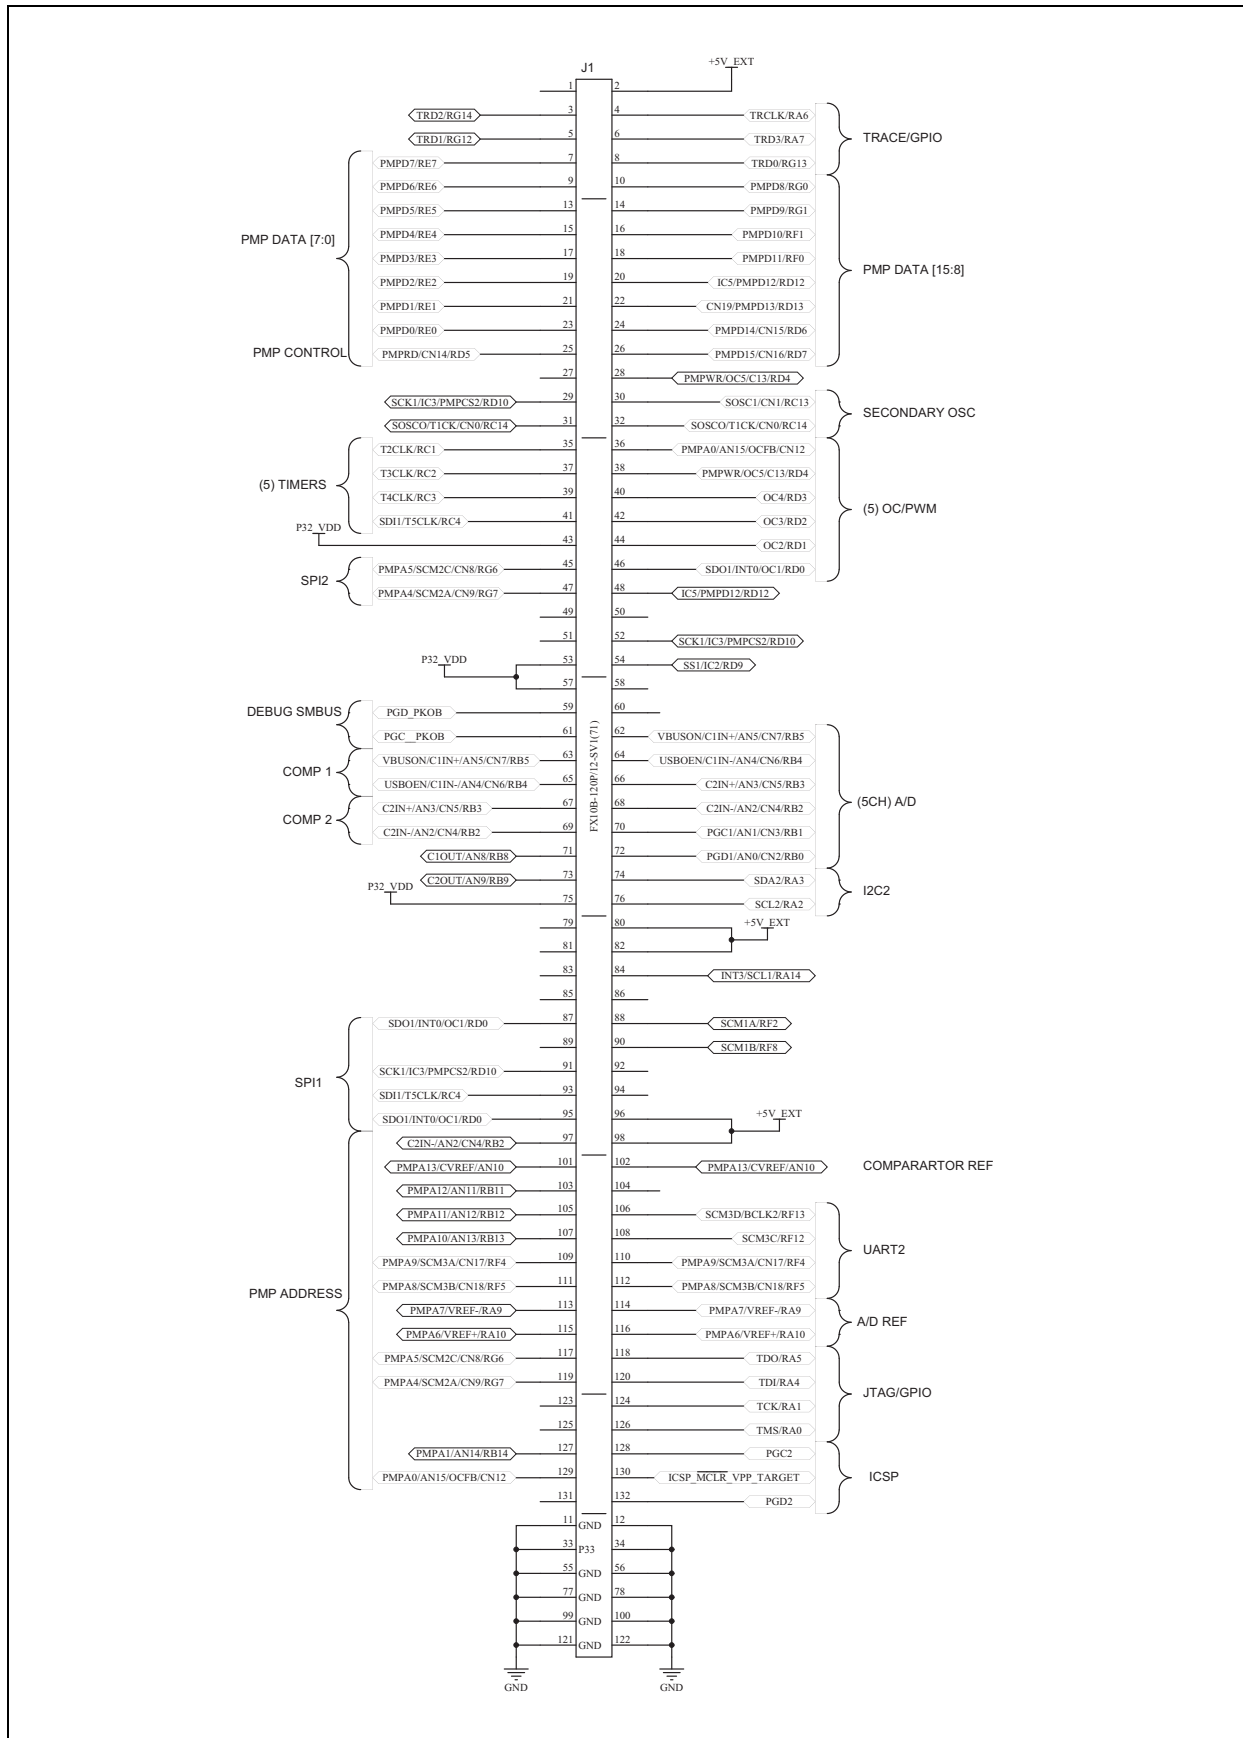 J1
+5V_EXT
1 2
TRD2/RG14 3 4 TRCLK/RA6
TRD1/RG12 5 6 TRD3/RA7 TRACE/GPIO
PMPD7/RE7 7 8 TRD0/RG13
PMPD6/RE6 9 10 PMPD8/RG0
PMPD5/RE5 13 14 PMPD9/RG1
PMP DATA [7:0] PMPD4/RE4 15 16 PMPD10/RF1
PMPD3/RE3 17 18 PMPD11/RF0 PMP DATA [15:8]
PMPD2/RE2 19 20 IC5/PMPD12/RD12
PMPD1/RE1 21 22 CN19/PMPD13/RD13
PMPD0/RE0 23 24 PMPD14/CN15/RD6
PMP CONTROL PMPRD/CN14/RD5 25 26 PMPD15/CN16/RD7
27 28 PMPWR/OC5/C13/RD4
SCK1/IC3/PMPCS2/RD10 29 30 SOSC1/CN1/RC13 SECONDARY OSC
SOSCO/T1CK/CN0/RC14 31 32 SOSCO/T1CK/CN0/RC14
T2CLK/RC1 35 36 PMPA0/AN15/OCFB/CN12
(5) TIMERS T3CLK/RC2 37 38 PMPWR/OC5/C13/RD4
T4CLK/RC3 39 40 OC4/RD3 (5) OC/PWM
SDI1/T5CLK/RC4 41 42 OC3/RD2
P32_VDD 43 44 OC2/RD1
SPI2 PMPA5/SCM2C/CN8/RG6 45 46 SDO1/INT0/OC1/RD0
PMPA4/SCM2A/CN9/RG7 47 48 IC5/PMPD12/RD12
49 50
51 52 SCK1/IC3/PMPCS2/RD10
P32_VDD 53 54 SS1/IC2/RD9
57 58
DEBUG SMBUS PGD_PKOB 59 60
PGC__PKOB 61 62 VBUSON/C1IN+/AN5/CN7/RB5
COMP 1 VBUSON/C1IN+/AN5/CN7/RB5 63 64 USBOEN/C1IN-/AN4/CN6/RB4
USBOEN/C1IN-/AN4/CN6/RB4 65 66 C2IN+/AN3/CN5/RB3
COMP 2 C2IN+/AN3/CN5/RB3 67 68 C2IN-/AN2/CN4/RB2 (5CH) A/D
C2IN-/AN2/CN4/RB2 69 70 PGC1/AN1/CN3/RB1
C1OUT/AN8/RB8 71 72 PGD1/AN0/CN2/RB0
C2OUT/AN9/RB9 73 74 SDA2/RA3 I2C2
P32_VDD 75 76 SCL2/RA2
FX10B-120P/12-SV1(71)
79 80 +5V_EXT
81 82
83 84 INT3/SCL1/RA14
85 86
SDO1/INT0/OC1/RD0 87 88 SCM1A/RF2
89 90 SCM1B/RF8
SPI1 SCK1/IC3/PMPCS2/RD10 91 92
SDI1/T5CLK/RC4 93 94
SDO1/INT0/OC1/RD0 95 96 +5V_EXT
C2IN-/AN2/CN4/RB2 97 98
PMPA13/CVREF/AN10 101 102 PMPA13/CVREF/AN10 COMPARARTOR REF
PMPA12/AN11/RB11 103 104
PMPA11/AN12/RB12 105 106 SCM3D/BCLK2/RF13
PMPA10/AN13/RB13 107 108 SCM3C/RF12 UART2
PMPA9/SCM3A/CN17/RF4 109 110 PMPA9/SCM3A/CN17/RF4
PMP ADDRESS PMPA8/SCM3B/CN18/RF5 111 112 PMPA8/SCM3B/CN18/RF5
PMPA7/VREF-/RA9 113 114 PMPA7/VREF-/RA9 A/D REF
PMPA6/VREF+/RA10 115 116 PMPA6/VREF+/RA10
PMPA5/SCM2C/CN8/RG6 117 118 TDO/RA5
PMPA4/SCM2A/CN9/RG7 119 120 TDI/RA4 JTAG/GPIO
123 124 TCK/RA1
125 126 TMS/RA0
PMPA1/AN14/RB14 127 128 PGC2
PMPA0/AN15/OCFB/CN12 129 130 ICSP_MCLR_VPP_TARGET ICSP
131 132 PGD2
11 GND 12
33 P33 34
55 GND 56
77 GND 78
99 GND 100
121 GND 122
GND GND